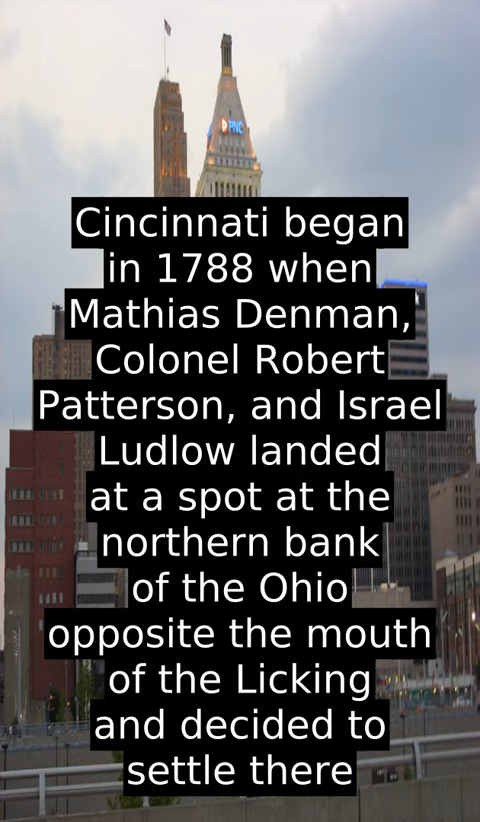 PNC
Cincinnati began
in 1788 when
Mathias Denman,
Colonel Robert
Patterson, and Israel
Ludlow landed
at a spot at the
northern bank
of the Ohio
opposite the mouth
of the Licking
and decided to
settle there